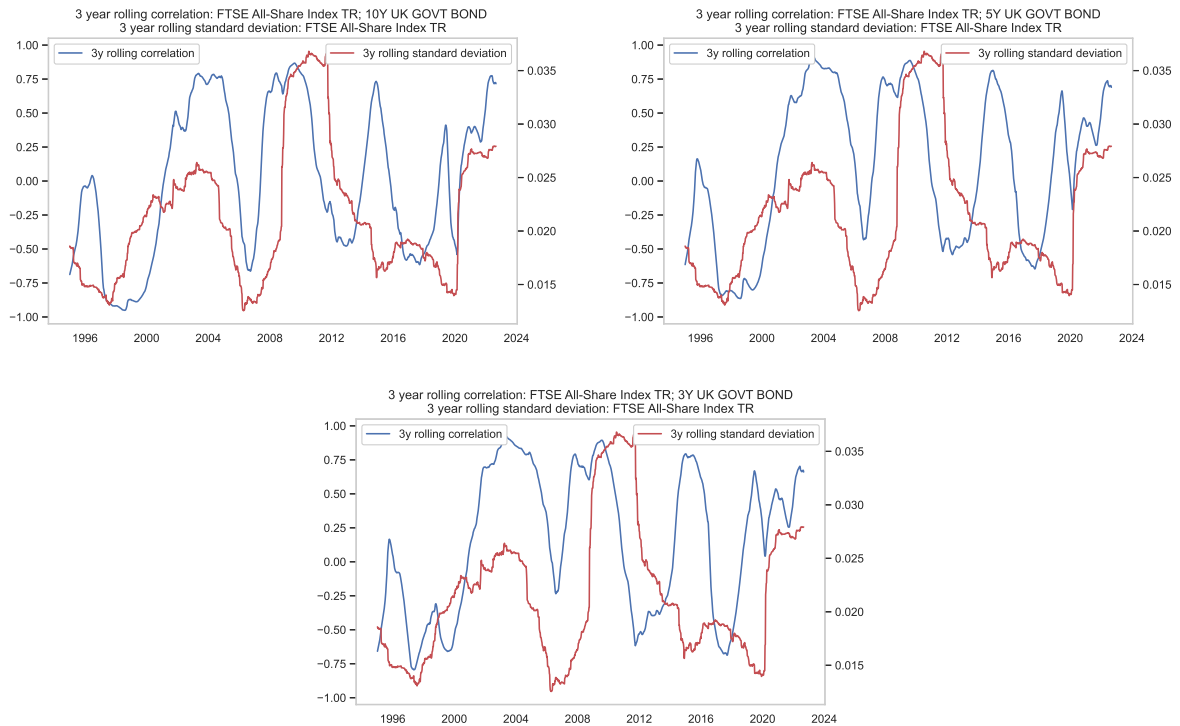 3 year rolling correlation: FTSE All-Share Index TR; 10Y UK GOVT BOND
3 year rolling standard deviation: FTSE All-Share Index TR
3y rolling correlation
3y rolling standard deviation
1.00
0.75
0.50
0.25
0.00
−0.25
−0.50
−0.75
−1.00
0.035
0.030
0.025
0.020
0.015
1996 2000 2004 2008 2012 2016 2020 2024
3 year rolling correlation: FTSE All-Share Index TR; 5Y UK GOVT BOND
3 year rolling standard deviation: FTSE All-Share Index TR
3y rolling correlation
3y rolling standard deviation
1.00
0.75
0.50
0.25
0.00
−0.25
−0.50
−0.75
−1.00
0.035
0.030
0.025
0.020
0.015
1996 2000 2004 2008 2012 2016 2020 2024
3 year rolling correlation: FTSE All-Share Index TR; 3Y UK GOVT BOND
3 year rolling standard deviation: FTSE All-Share Index TR
3y rolling correlation
3y rolling standard deviation
1.00
0.75
0.50
0.25
0.00
−0.25
−0.50
−0.75
−1.00
0.035
0.030
0.025
0.020
0.015
1996 2000 2004 2008 2012 2016 2020 2024